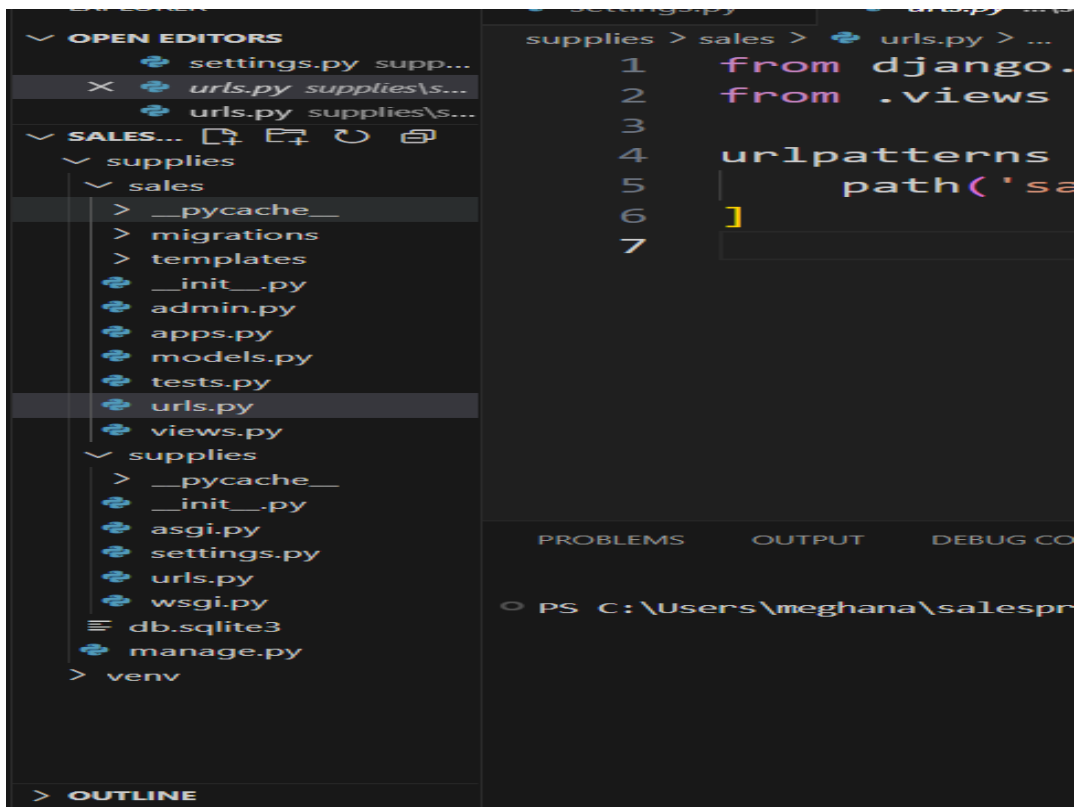 OPEN EDITORS
settings.py supp...
urls.py supplies\s...
urls.py supplies\s...
SALES...
supplies
sales
__pycache__
migrations
templates
__init__.py
admin.py
apps.py
models.py
tests.py
urls.py
views.py
supplies
__pycache__
__init__.py
asgi.py
settings.py
urls.py
wsgi.py
db.sqlite3
manage.py
venv
OUTLINE
settings.py
supplies > sales > urls.py > ...
1 from django.
2 from .views
3
4 urlpatterns
5 path('sa
6 ]
7
PROBLEMS OUTPUT DEBUG CO
PS C:\Users\meghana\salespr